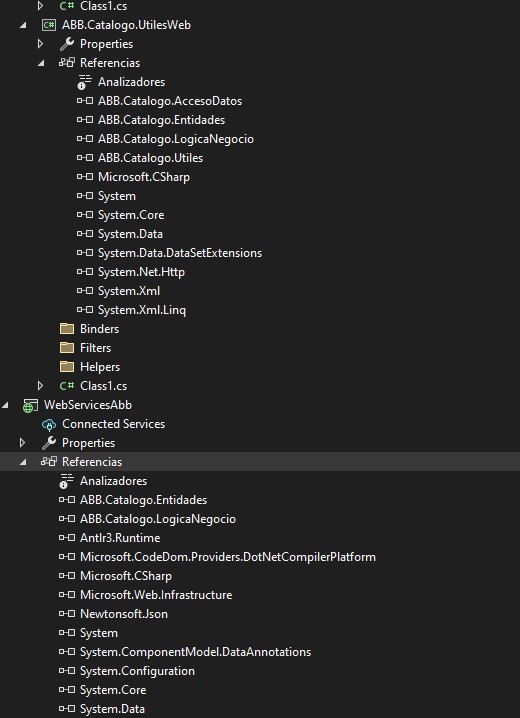 C# Class1.cs
C# ABB.Catalogo.UtilesWeb
Properties
Referencias
Analizadores
ABB.Catalogo.AccesoDatos
ABB.Catalogo.Entidades
ABB.Catalogo.LogicaNegocio
ABB.Catalogo.Utiles
Microsoft.CSharp
System
System.Core
System.Data
System.Data.DataSetExtensions
System.Net.Http
System.Xml
System.Xml.Linq
Binders
Filters
Helpers
C# Class1.cs
WebServicesAbb
Connected Services
Properties
Referencias
Analizadores
ABB.Catalogo.Entidades
ABB.Catalogo.LogicaNegocio
Antlr3.Runtime
Microsoft.CodeDom.Providers.DotNetCompilerPlatform
Microsoft.CSharp
Microsoft.Web.Infrastructure
Newtonsoft.Json
System
System.ComponentModel.DataAnnotations
System.Configuration
System.Core
System.Data